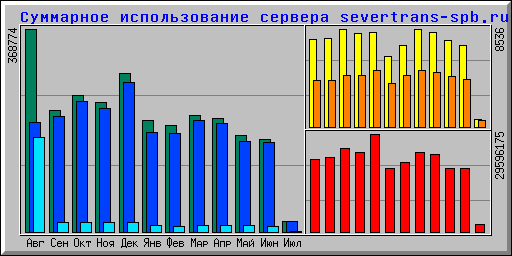 Суммарное использование сервера severtrans-spb.ru
368774
8536
29596175
Авг Сен Окт Ноя Дек Янв Фев Мар Апр Май Июн Июл